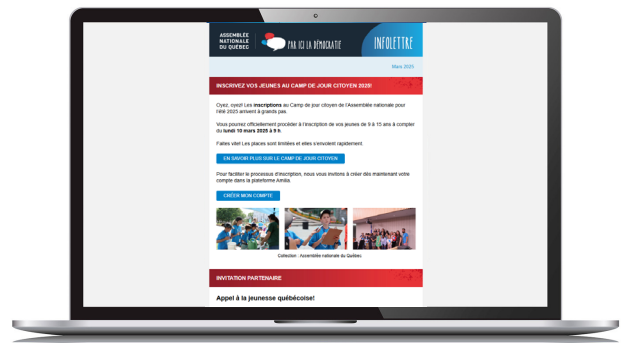 ASSEMBLÉE
NATIONALE
DU QUÉBEC
PAR ICI LA DÉMOCRATIE
INFOLETTRE
Mars 2025
INSCRIVEZ VOS JEUNES AU CAMP DE JOUR CITOYEN 2025!
Oyez, oyez! Les inscriptions au Camp de jour citoyen de l'Assemblée nationale pour
l'été 2025 arrivent à grands pas.
Vous pourrez officiellement procéder à l'inscription de vos jeunes de 9 à 15 ans à compter
du lundi 10 mars 2025 à 9 h.
Faites vite! Les places sont limitées et elles s'envolent rapidement.
EN SAVOIR PLUS SUR LE CAMP DE JOUR CITOYEN
Pour faciliter le processus d'inscription, nous vous invitons à créer dès maintenant votre
compte dans la plateforme Amilia.
CRÉER MON COMPTE
Collection : Assemblée nationale du Québec
INVITATION PARTENAIRE
Appel à la jeunesse québécoise!